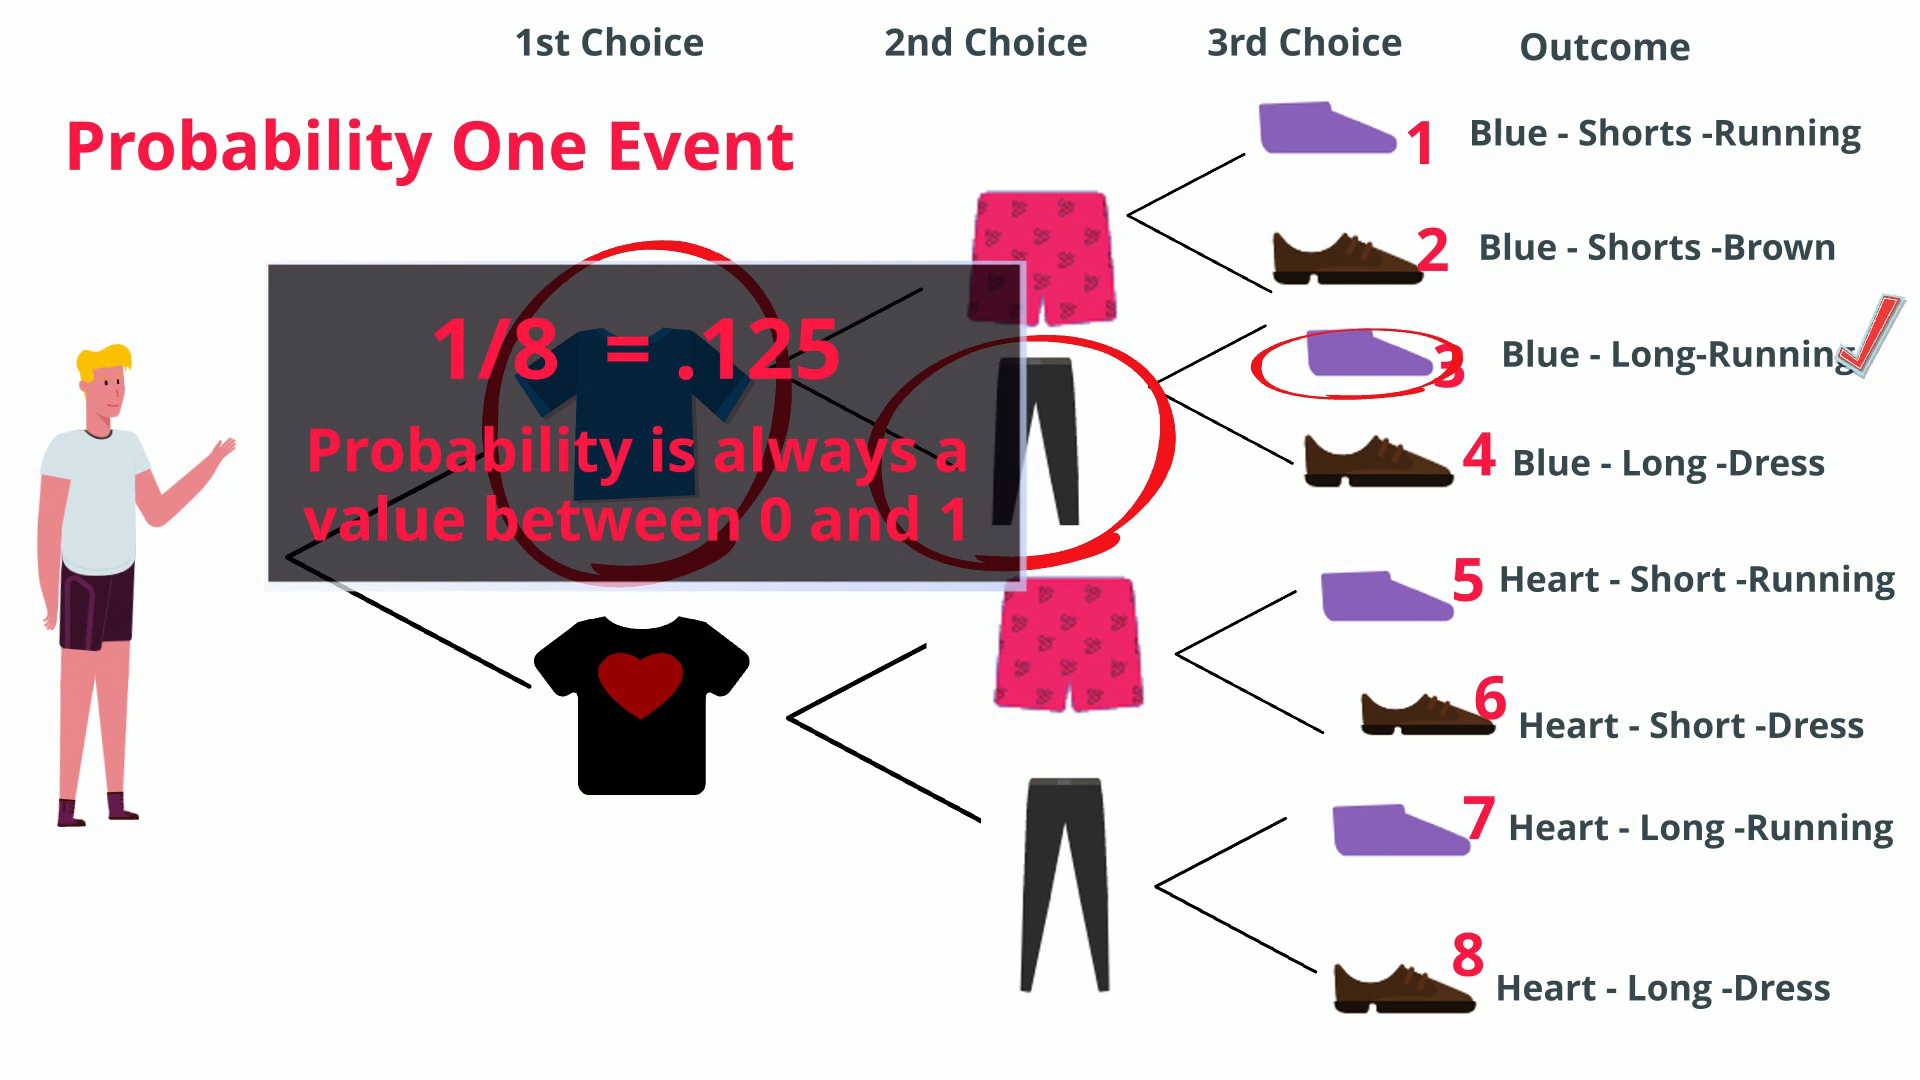 1st Choice
2nd Choice
3rd Choice
Outcome
Probability One Event
1 Blue - Shorts -Running
2 Blue - Shorts -Brown
3 Blue - Long-Running
4 Blue - Long -Dress
5 Heart - Short -Running
6 Heart - Short -Dress
7 Heart - Long -Running
8 Heart - Long -Dress
1/8 = .125
Probability is always a
value between 0 and 1